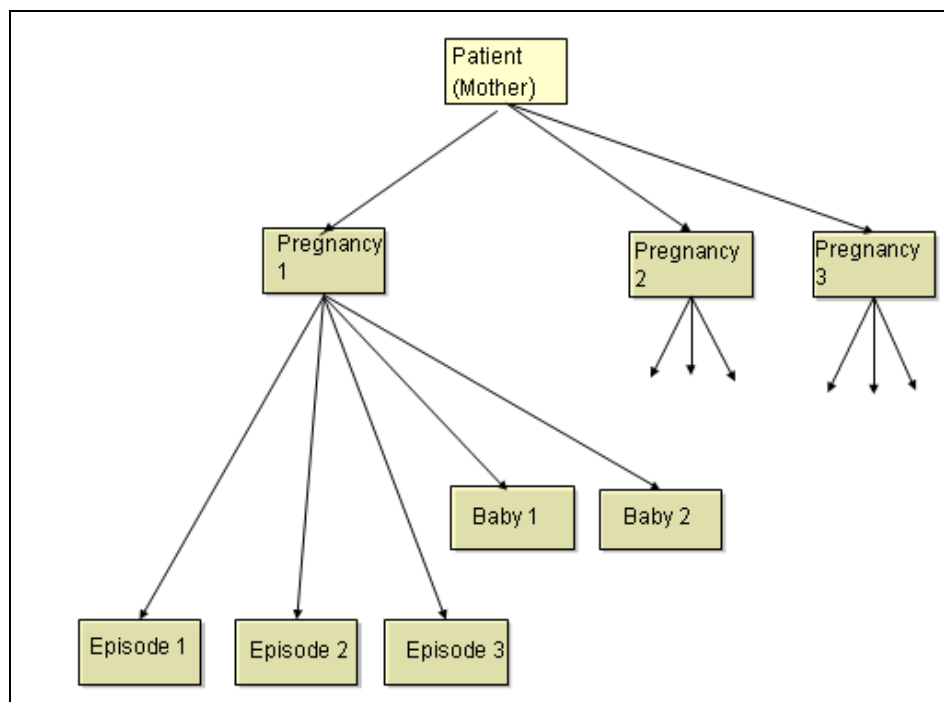 Patient
(Mother)
Pregnancy
1
Pregnancy
2
Pregnancy
3
Baby 1
Baby 2
Episode 1
Episode 2
Episode 3